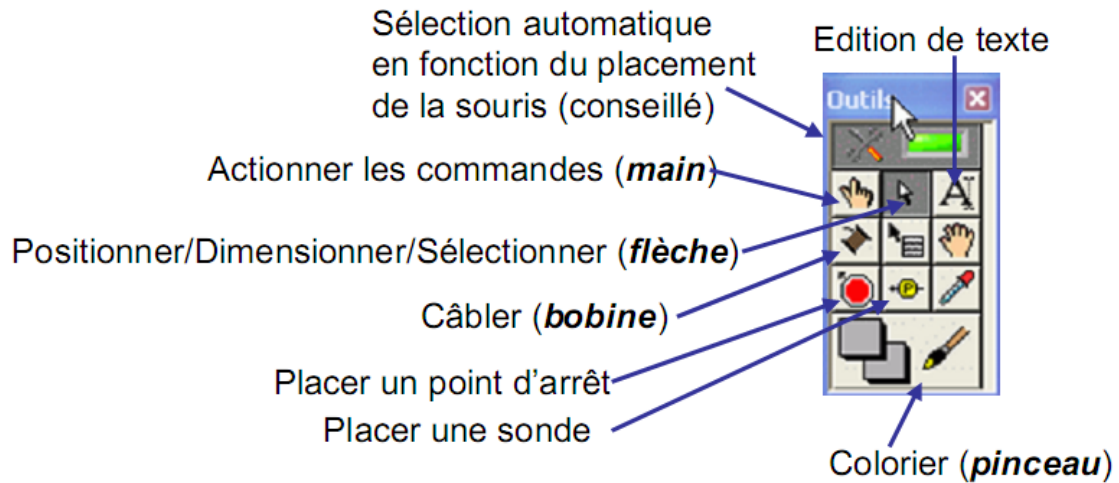 Sélection automatique
en fonction du placement
de la souris (conseillé)
Edition de texte
Outils
Actionner les commandes (main)
Positionner/Dimensionner/Sélectionner (flèche)
Câbler (bobine)
Placer un point d'arrêt
Placer une sonde
Colorier (pinceau)
A
P